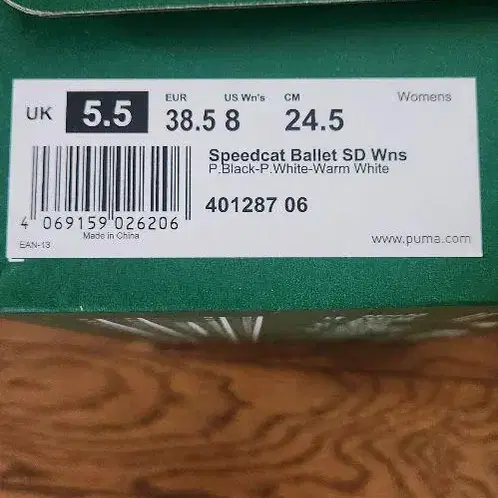 UK 5.5 EUR 38.5 US Wn's 8 CM 24.5 Womens
Speedcat Ballet SD Wns
P.Black-P.White-Warm White
401287 06
4 069159 026206
Made in China
EAN-13
www.puma.com